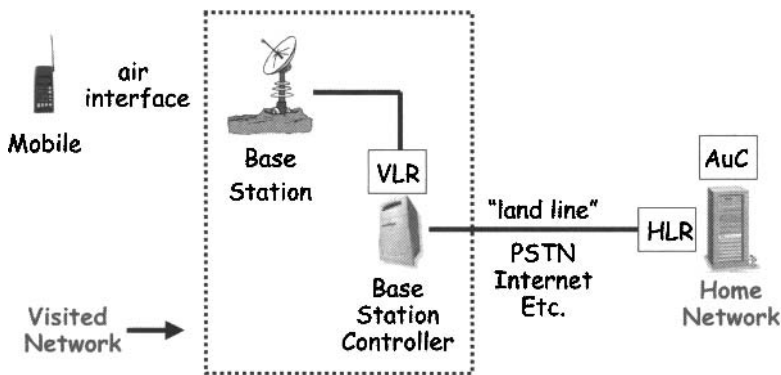 air
interface
Mobile
Base
Station
VLR
AuC
"land line"
HLR
PSTN
Internet
Etc.
Base
Station
Controller
Home
Network
Visited
Network